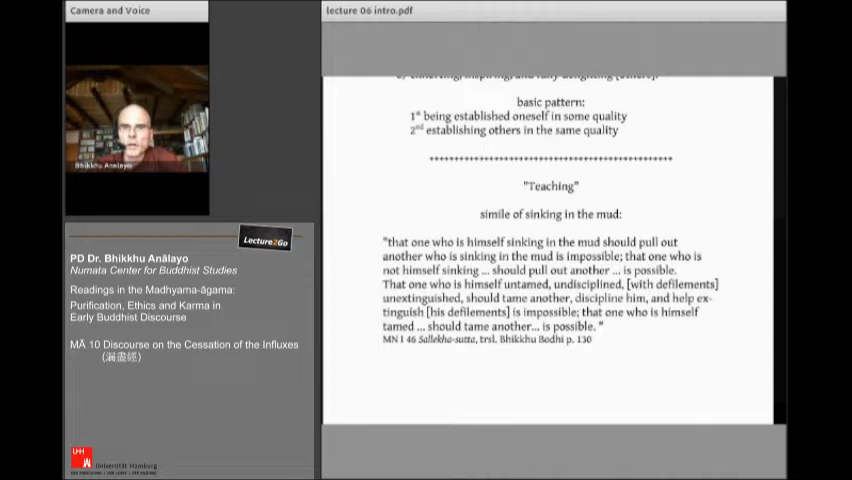 Camera and Voice
Bhikkhu Analayo
Lecture2Go
PD Dr. Bhikkhu Anālayo
Numata Center for Buddhist Studies
Readings in the Madhyama-āgama:
Purification, Ethics and Karma in
Early Buddhist Discourse
MĀ 10 Discourse on the Cessation of the Influxes
(漏盡經)
UH
Universität Hamburg
lecture 06 intro.pdf
basic pattern:
1st being established oneself in some quality
2nd establishing others in the same quality
++++++++++++++++++++++++++++++++++++++++++++++++
"Teaching"
simile of sinking in the mud:
"that one who is himself sinking in the mud should pull out
another who is sinking in the mud is impossible; that one who is
not himself sinking ... should pull out another ... is possible.
That one who is himself untamed, undisciplined, [with defilements]
unextinguished, should tame another, discipline him, and help ex-
tinguish [his defilements] is impossible; that one who is himself
tamed ... should tame another... is possible. "
MN I 46 Sallekha-sutta, trsl. Bhikkhu Bodhi p. 130